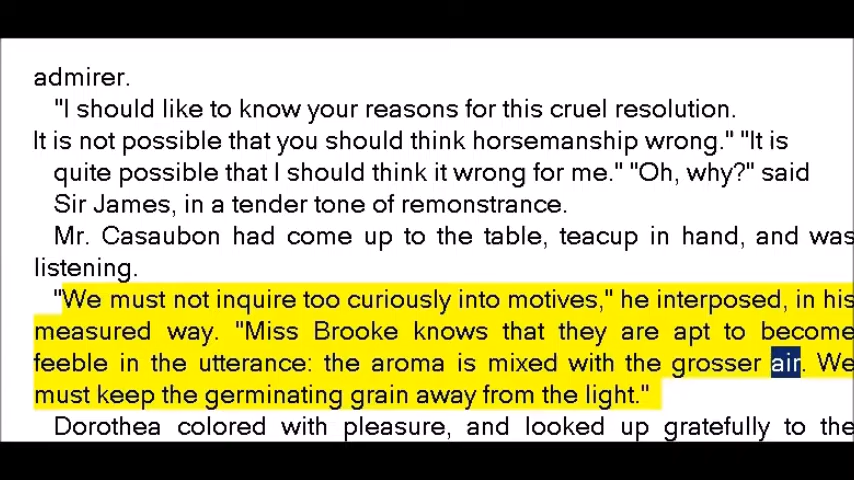 admirer.
"I should like to know your reasons for this cruel resolution.
It is not possible that you should think horsemanship wrong." "It is
quite possible that I should think it wrong for me." "Oh, why?" said
Sir James, in a tender tone of remonstrance.
Mr. Casaubon had come up to the table, teacup in hand, and was
listening.
"We must not inquire too curiously into motives," he interposed, in his
measured way. "Miss Brooke knows that they are apt to become
feeble in the utterance: the aroma is mixed with the grosser air. We
must keep the germinating grain away from the light."
Dorothea colored with pleasure, and looked up gratefully to the